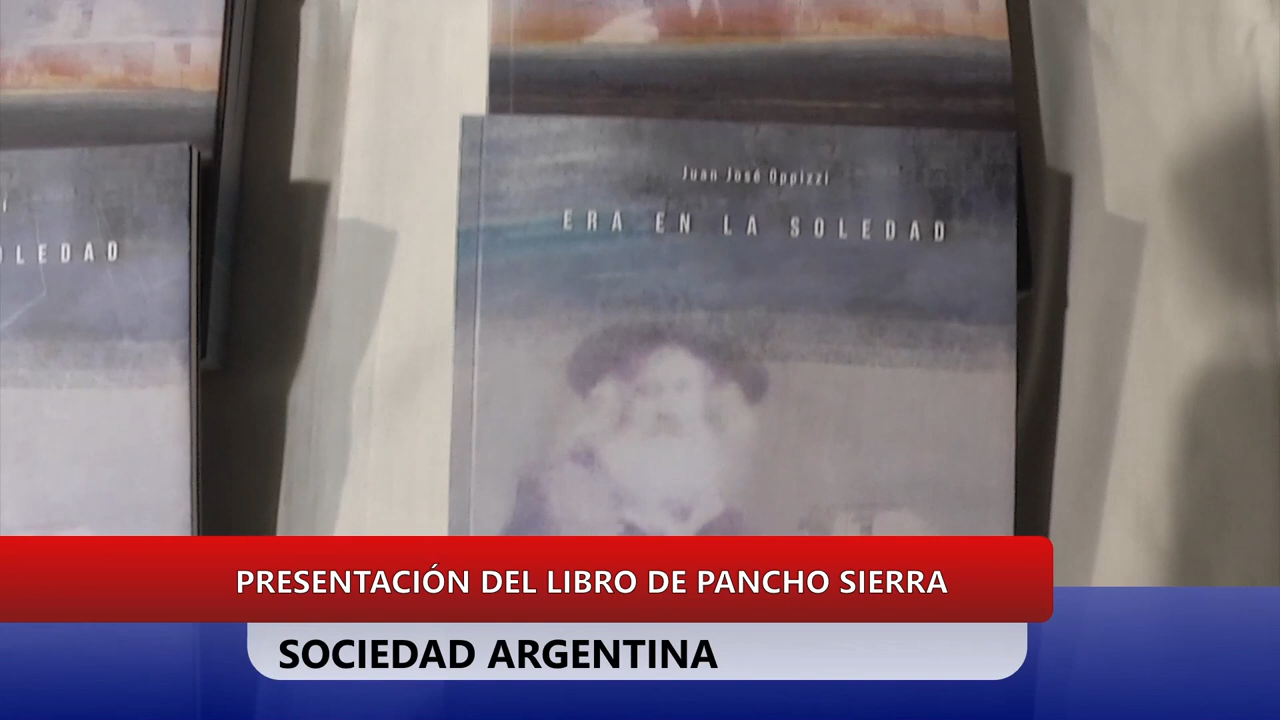 Juan José Oppizzi
ERA EN LA SOLEDAD
OLEDAD
PRESENTACIÓN DEL LIBRO DE PANCHO SIERRA
SOCIEDAD ARGENTINA